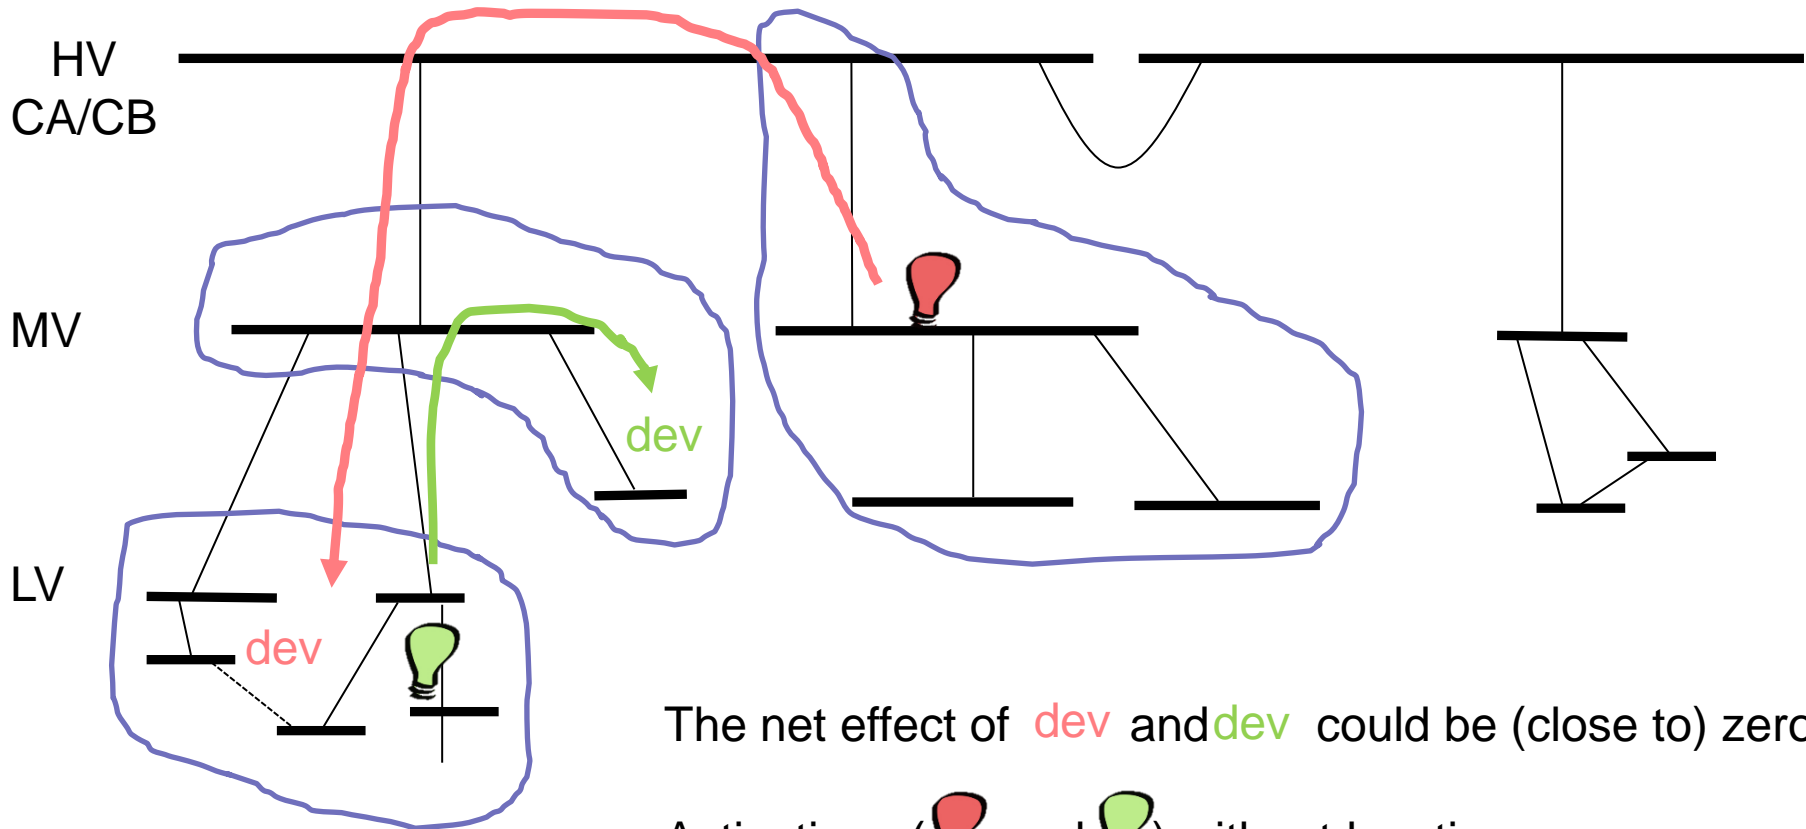 HV
CA/CB
MV
dev
LV
dev
The net effect of dev and dev could be (close to) zero